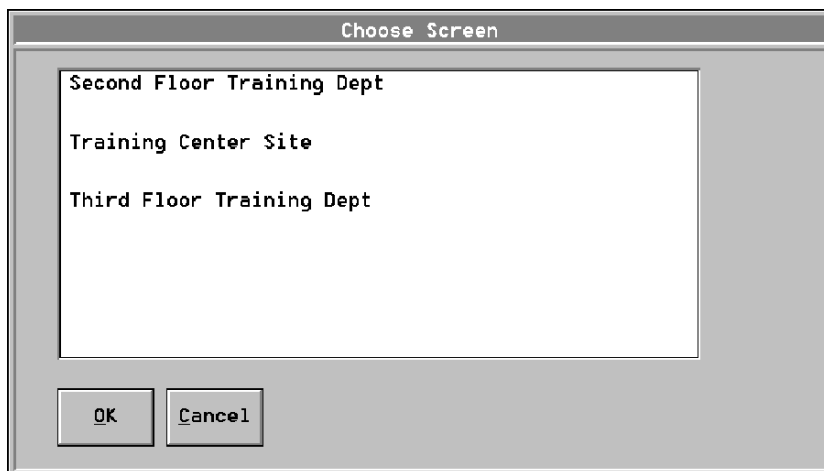 Choose Screen
Second Floor Training Dept
Training Center Site
Third Floor Training Dept
OK Cancel